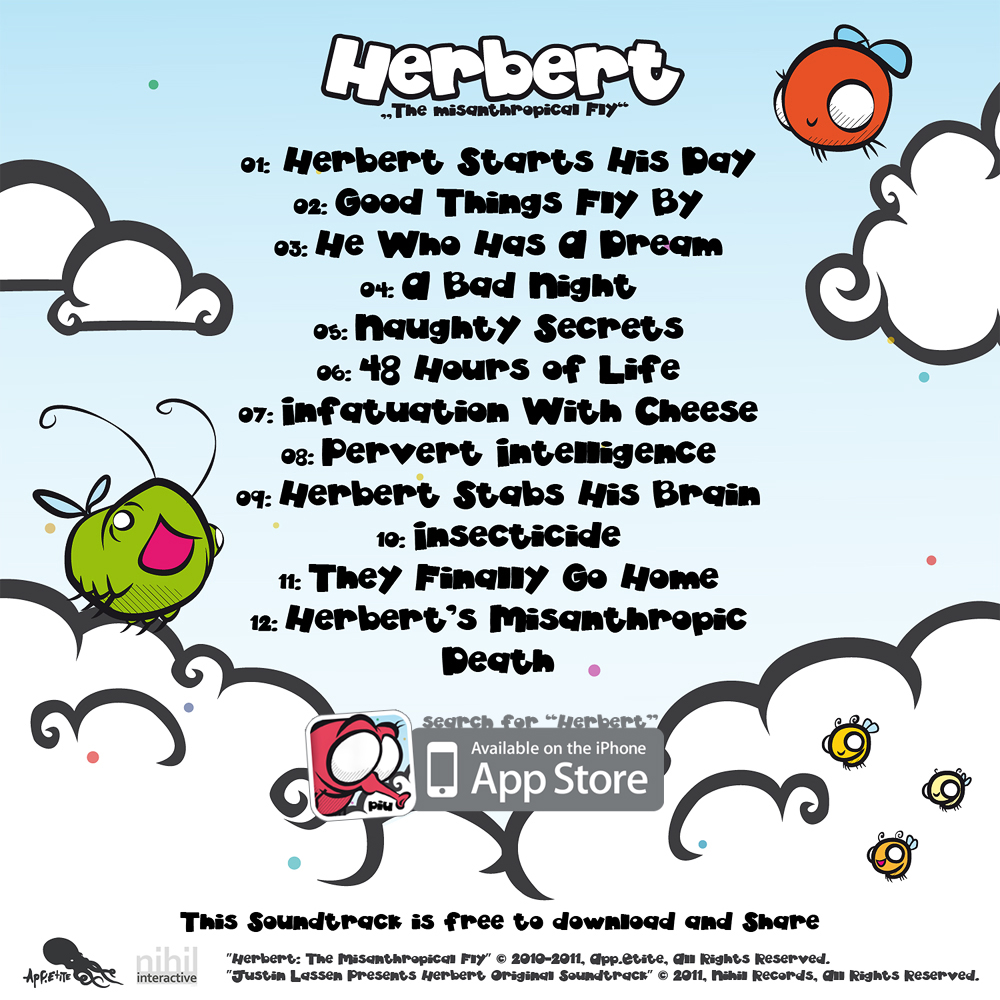 Herbert
„The misanthropical Fly“
01: Herbert Starts His Day
02: Good Things Fly By
03: He Who Has A Dream
04: A Bad Night
05: Naughty Secrets
06: 48 Hours of Life
07: Infatuation With Cheese
08: Pervert Intelligence
09: Herbert Stabs His Brain
10: Insecticide
11: They Finally Go Home
12: Herbert's Misanthropic
Death
search for "Herbert"
Available on the iPhone
App Store
piu
This Soundtrack is free to download and Share
APP.etite
nihil
interactive
"Herbert: The Misanthropical Fly" © 2010-2011, App.Etite, All Rights Reserved.
"Justin Lassen Presents Herbert Original Soundtrack" © 2011, Nihil Records, All Rights Reserved.